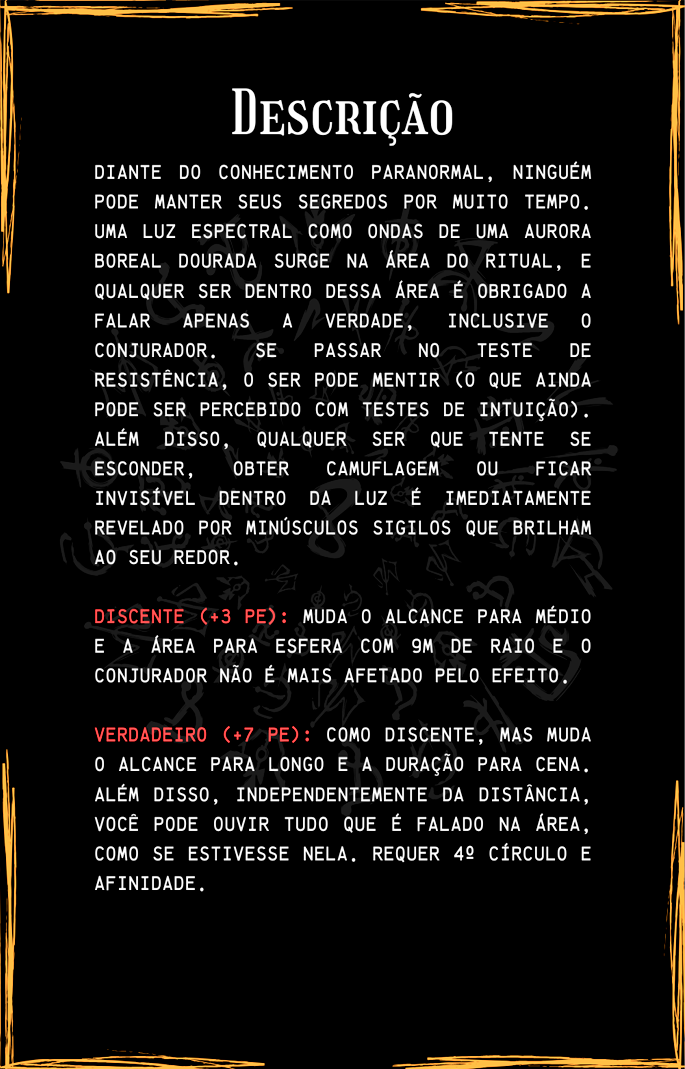 Descrição
DIANTE DO CONHECIMENTO PARANORMAL, NINGUÉM
PODE MANTER SEUS SEGREDOS POR MUITO TEMPO.
UMA LUZ ESPECTRAL COMO ONDAS DE UMA AURORA
BOREAL DOURADA SURGE NA ÁREA DO RITUAL, E
QUALQUER SER DENTRO DESSA ÁREA É OBRIGADO A
FALAR APENAS A VERDADE, INCLUSIVE O
CONJURADOR. SE PASSAR NO TESTE DE
RESISTÊNCIA, O SER PODE MENTIR (O QUE AINDA
PODE SER PERCEBIDO COM TESTES DE INTUIÇÃO).
ALÉM DISSO, QUALQUER SER QUE TENTE SE
ESCONDER, OBTER CAMUFLAGEM OU FICAR
INVISÍVEL DENTRO DA LUZ É IMEDIATAMENTE
REVELADO POR MINÚSCULOS SIGILOS QUE BRILHAM
AO SEU REDOR.
DISCENTE (+3 PE): MUDA O ALCANCE PARA MÉDIO
E A ÁREA PARA ESFERA COM 9M DE RAIO E O
CONJURADOR NÃO É MAIS AFETADO PELO EFEITO.
VERDADEIRO (+7 PE): COMO DISCENTE, MAS MUDA
O ALCANCE PARA LONGO E A DURAÇÃO PARA CENA.
ALÉM DISSO, INDEPENDENTEMENTE DA DISTÂNCIA,
VOCÊ PODE OUVIR TUDO QUE É FALADO NA ÁREA,
COMO SE ESTIVESSE NELA. REQUER 4º CÍRCULO E
AFINIDADE.